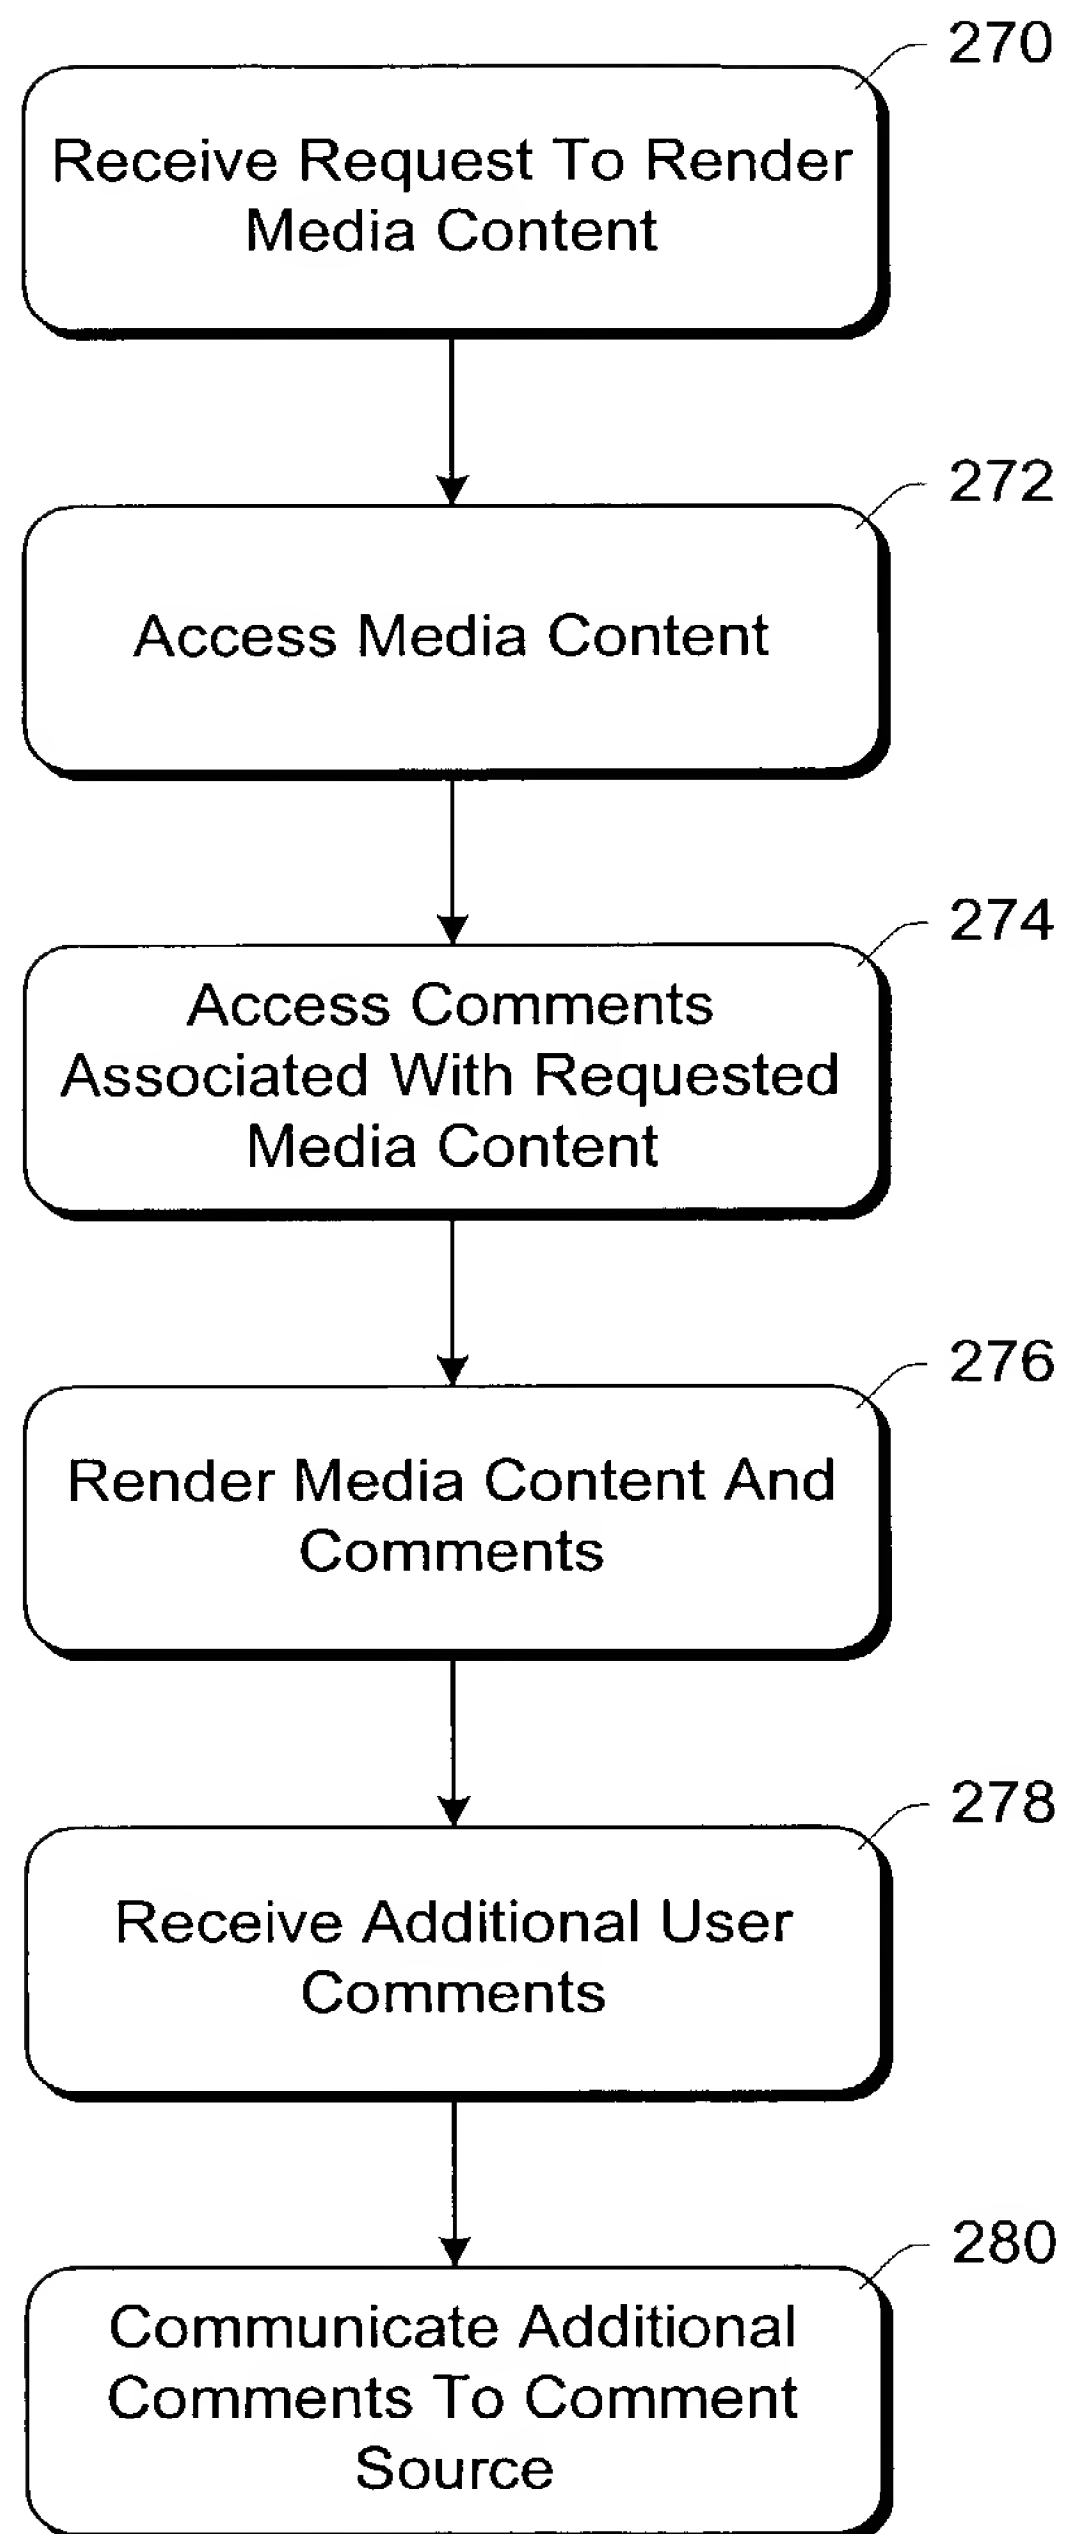 270
Receive Request To Render
Media Content
272
Access Media Content
274
Access Comments
Associated With Requested
Media Content
276
Render Media Content And
Comments
278
Receive Additional User
Comments
280
Communicate Additional
Comments To Comment
Source